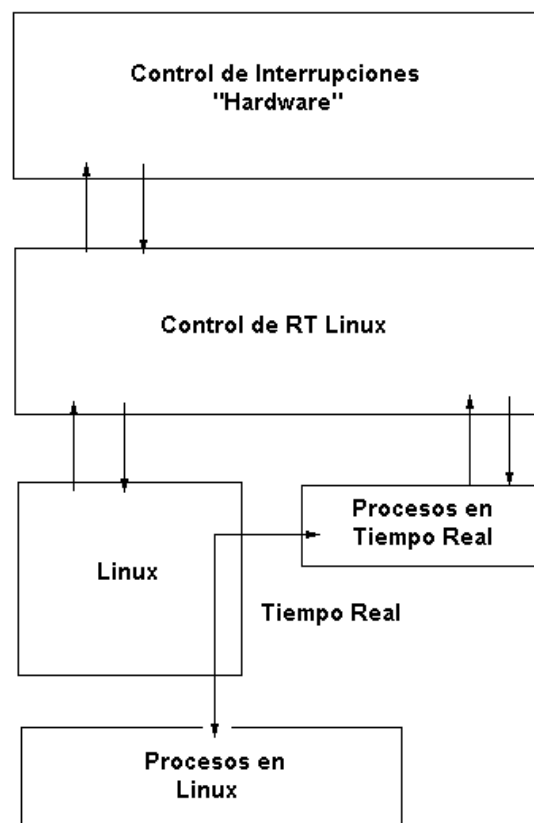 Control de Interrupciones
"Hardware"
Control de RT Linux
Procesos en
Tiempo Real
Linux
Tiempo Real
Procesos en
Linux